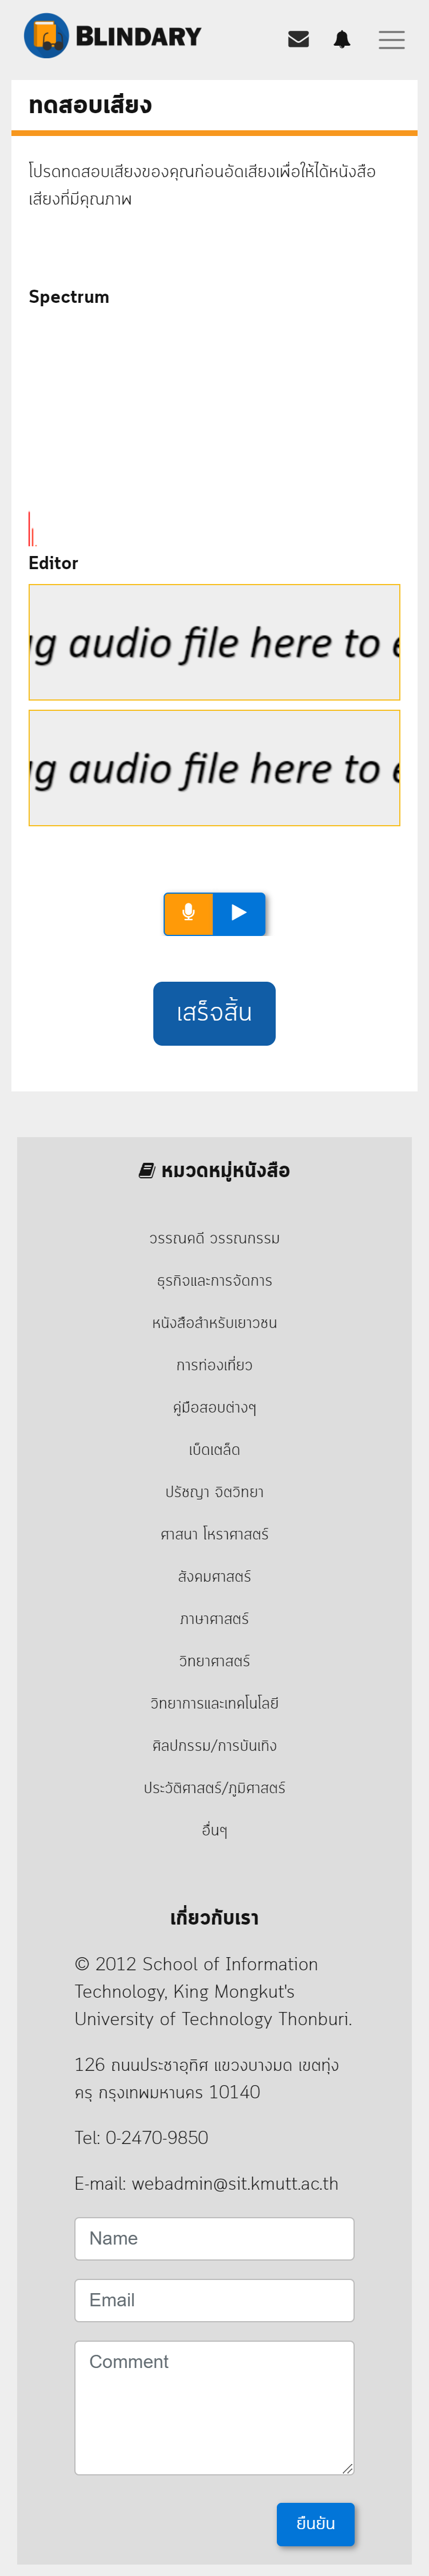 BLINDARY
ทดสอบเสียง
โปรดทดสอบเสียงของคุณก่อนอัดเสียงเพื่อให้ได้หนังสือ
เสียงที่มีคุณภาพ
Spectrum
Editor
ag audio file here to e
ag audio file here to e
เสร็จสิ้น
หมวดหมู่หนังสือ
วรรณคดี วรรณกรรม
ธุรกิจและการจัดการ
หนังสือสำหรับเยาวชน
การท่องเที่ยว
คู่มือสอบต่างๆ
เบ็ดเตล็ด
ปรัชญา จิตวิทยา
ศาสนา โหราศาสตร์
สังคมศาสตร์
ภาษาศาสตร์
วิทยาศาสตร์
วิทยาการและเทคโนโลยี
ศิลปกรรม/การบันเทิง
ประวัติศาสตร์/ภูมิศาสตร์
อื่นๆ
เกี่ยวกับเรา
© 2012 School of Information
Technology, King Mongkut's
University of Technology Thonburi.
126 ถนนประชาอุทิศ แขวงบางมด เขตทุ่ง
ครุ กรุงเทพมหานคร 10140
Tel: 0-2470-9850
E-mail: webadmin@sit.kmutt.ac.th
Name
Email
Comment
ยืนยัน